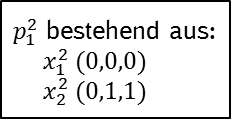 p₁² bestehend aus:
x₁² (0,0,0)
x₂² (0,1,1)